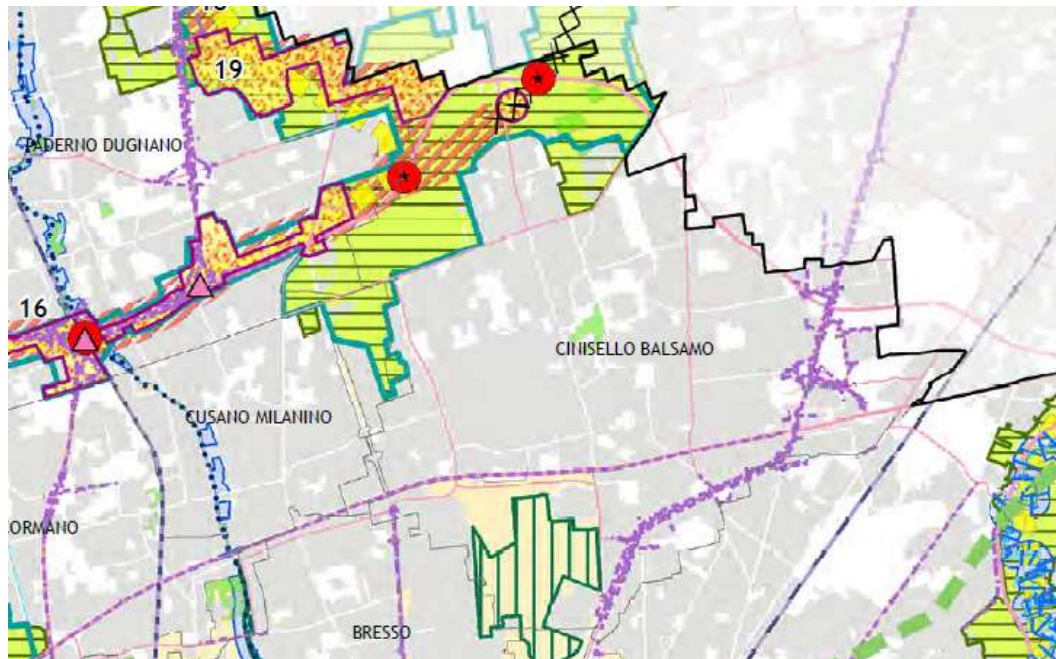 19
PADERNO DUGNANO
16
CINISELLO BALSAMO
CUSANO MILANINO
ORMANO
BRESSO